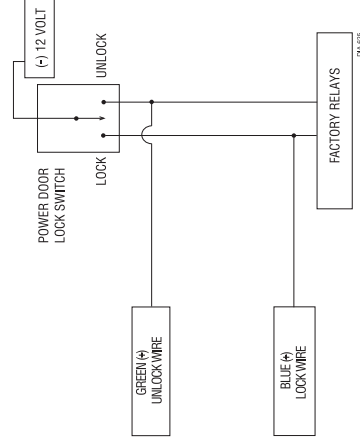 (-) 12 VOLT
POWER DOOR
LOCK SWITCH
UNLOCK
LOCK
GREEN (+)
UNLOCK WIRE
BLUE (+)
LOCK WIRE
FACTORY RELAYS